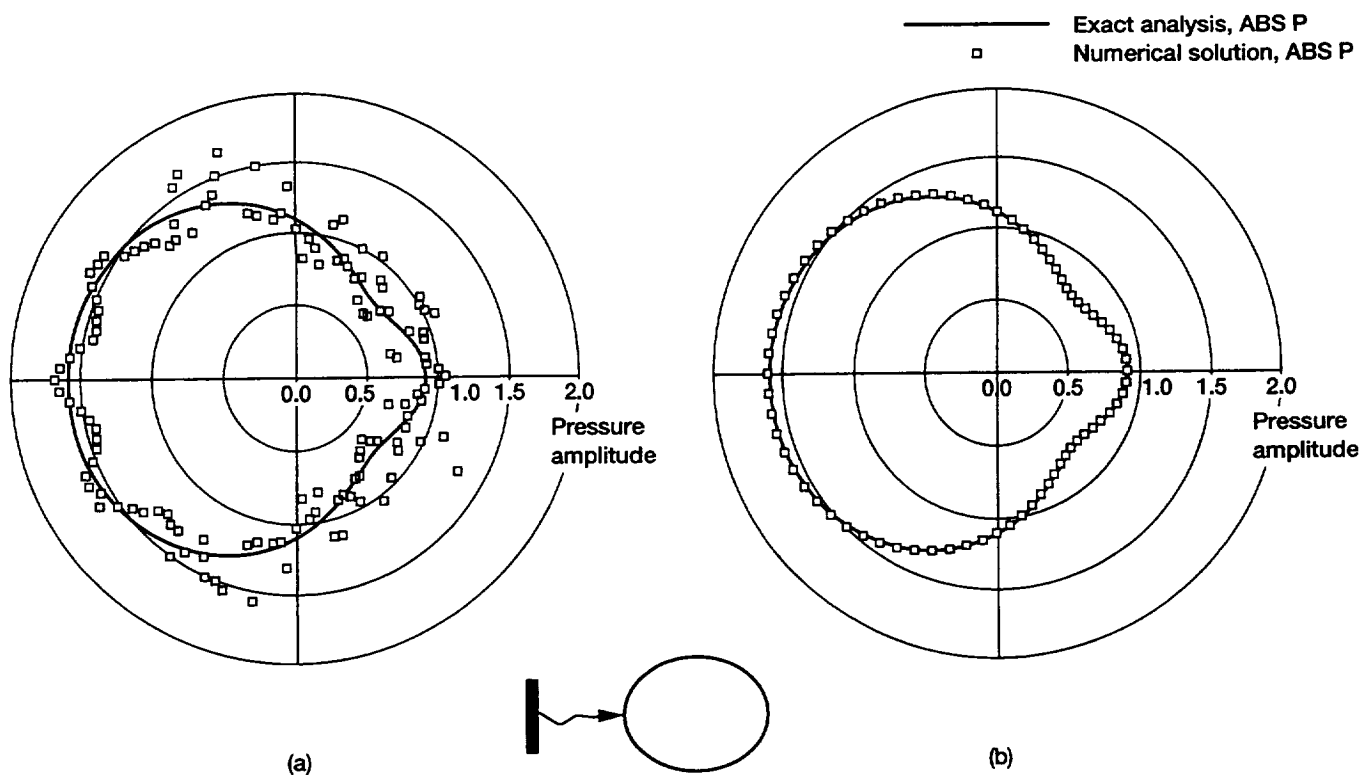 Exact analysis, ABS P
Numerical solution, ABS P
0.0 0.5 1.0 1.5 2.0
Pressure
amplitude
0.0 0.5 1.0 1.5 2.0
Pressure
amplitude
(a)
(b)